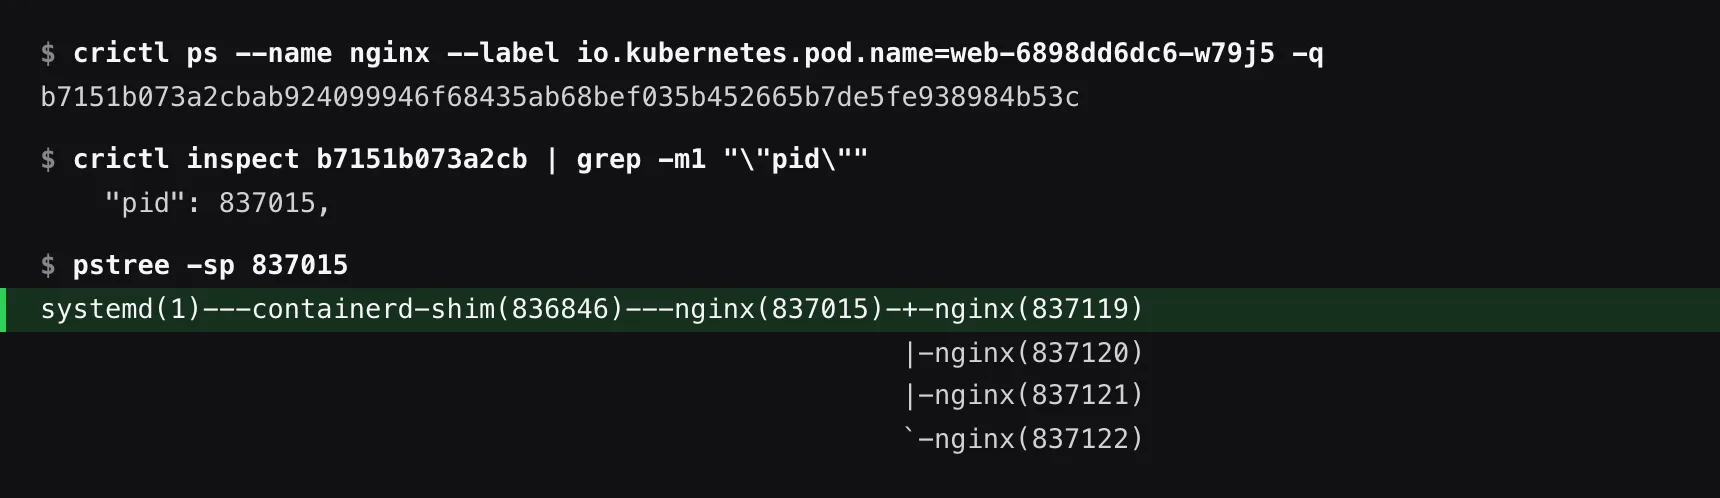 $ crictl ps --name nginx --label io.kubernetes.pod.name=web-6898dd6dc6-w79j5 -q
b7151b073a2cbab924099946f68435ab68bef035b452665b7de5fe938984b53c
$ crictl inspect b7151b073a2cb | grep -m1 "\"pid\""
    "pid": 837015,
$ pstree -sp 837015
systemd(1)---containerd-shim(836846)---nginx(837015)-+-nginx(837119)
                                                     |-nginx(837120)
                                                     |-nginx(837121)
                                                     `-nginx(837122)